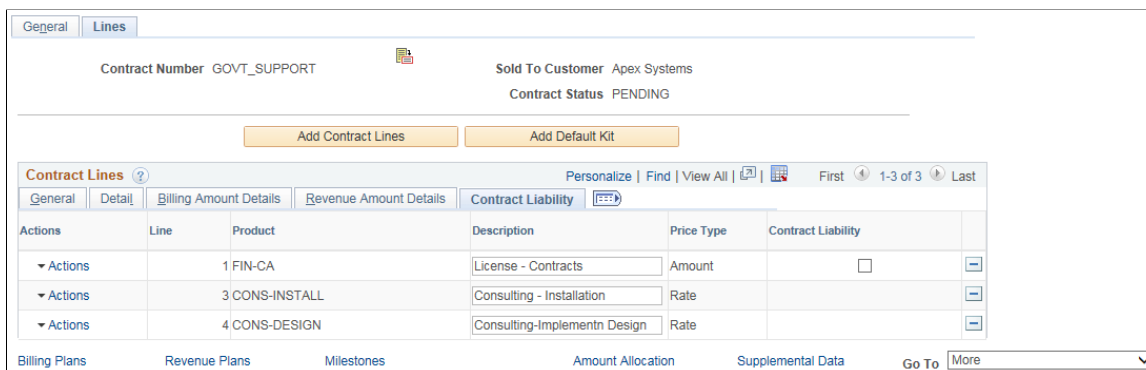 General Lines
Contract Number GOVT_SUPPORT Sold To Customer Apex Systems
Contract Status PENDING
Add Contract Lines Add Default Kit
Contract Lines ? Personalize | Find | View All | | First 1-3 of 3 Last
General Detail Billing Amount Details Revenue Amount Details Contract Liability
Actions Line Product Description Price Type Contract Liability
Actions 1 FIN-CA License - Contracts Amount
Actions 3 CONS-INSTALL Consulting - Installation Rate
Actions 4 CONS-DESIGN Consulting-Implementn Design Rate
Billing Plans Revenue Plans Milestones Amount Allocation Supplemental Data Go To More